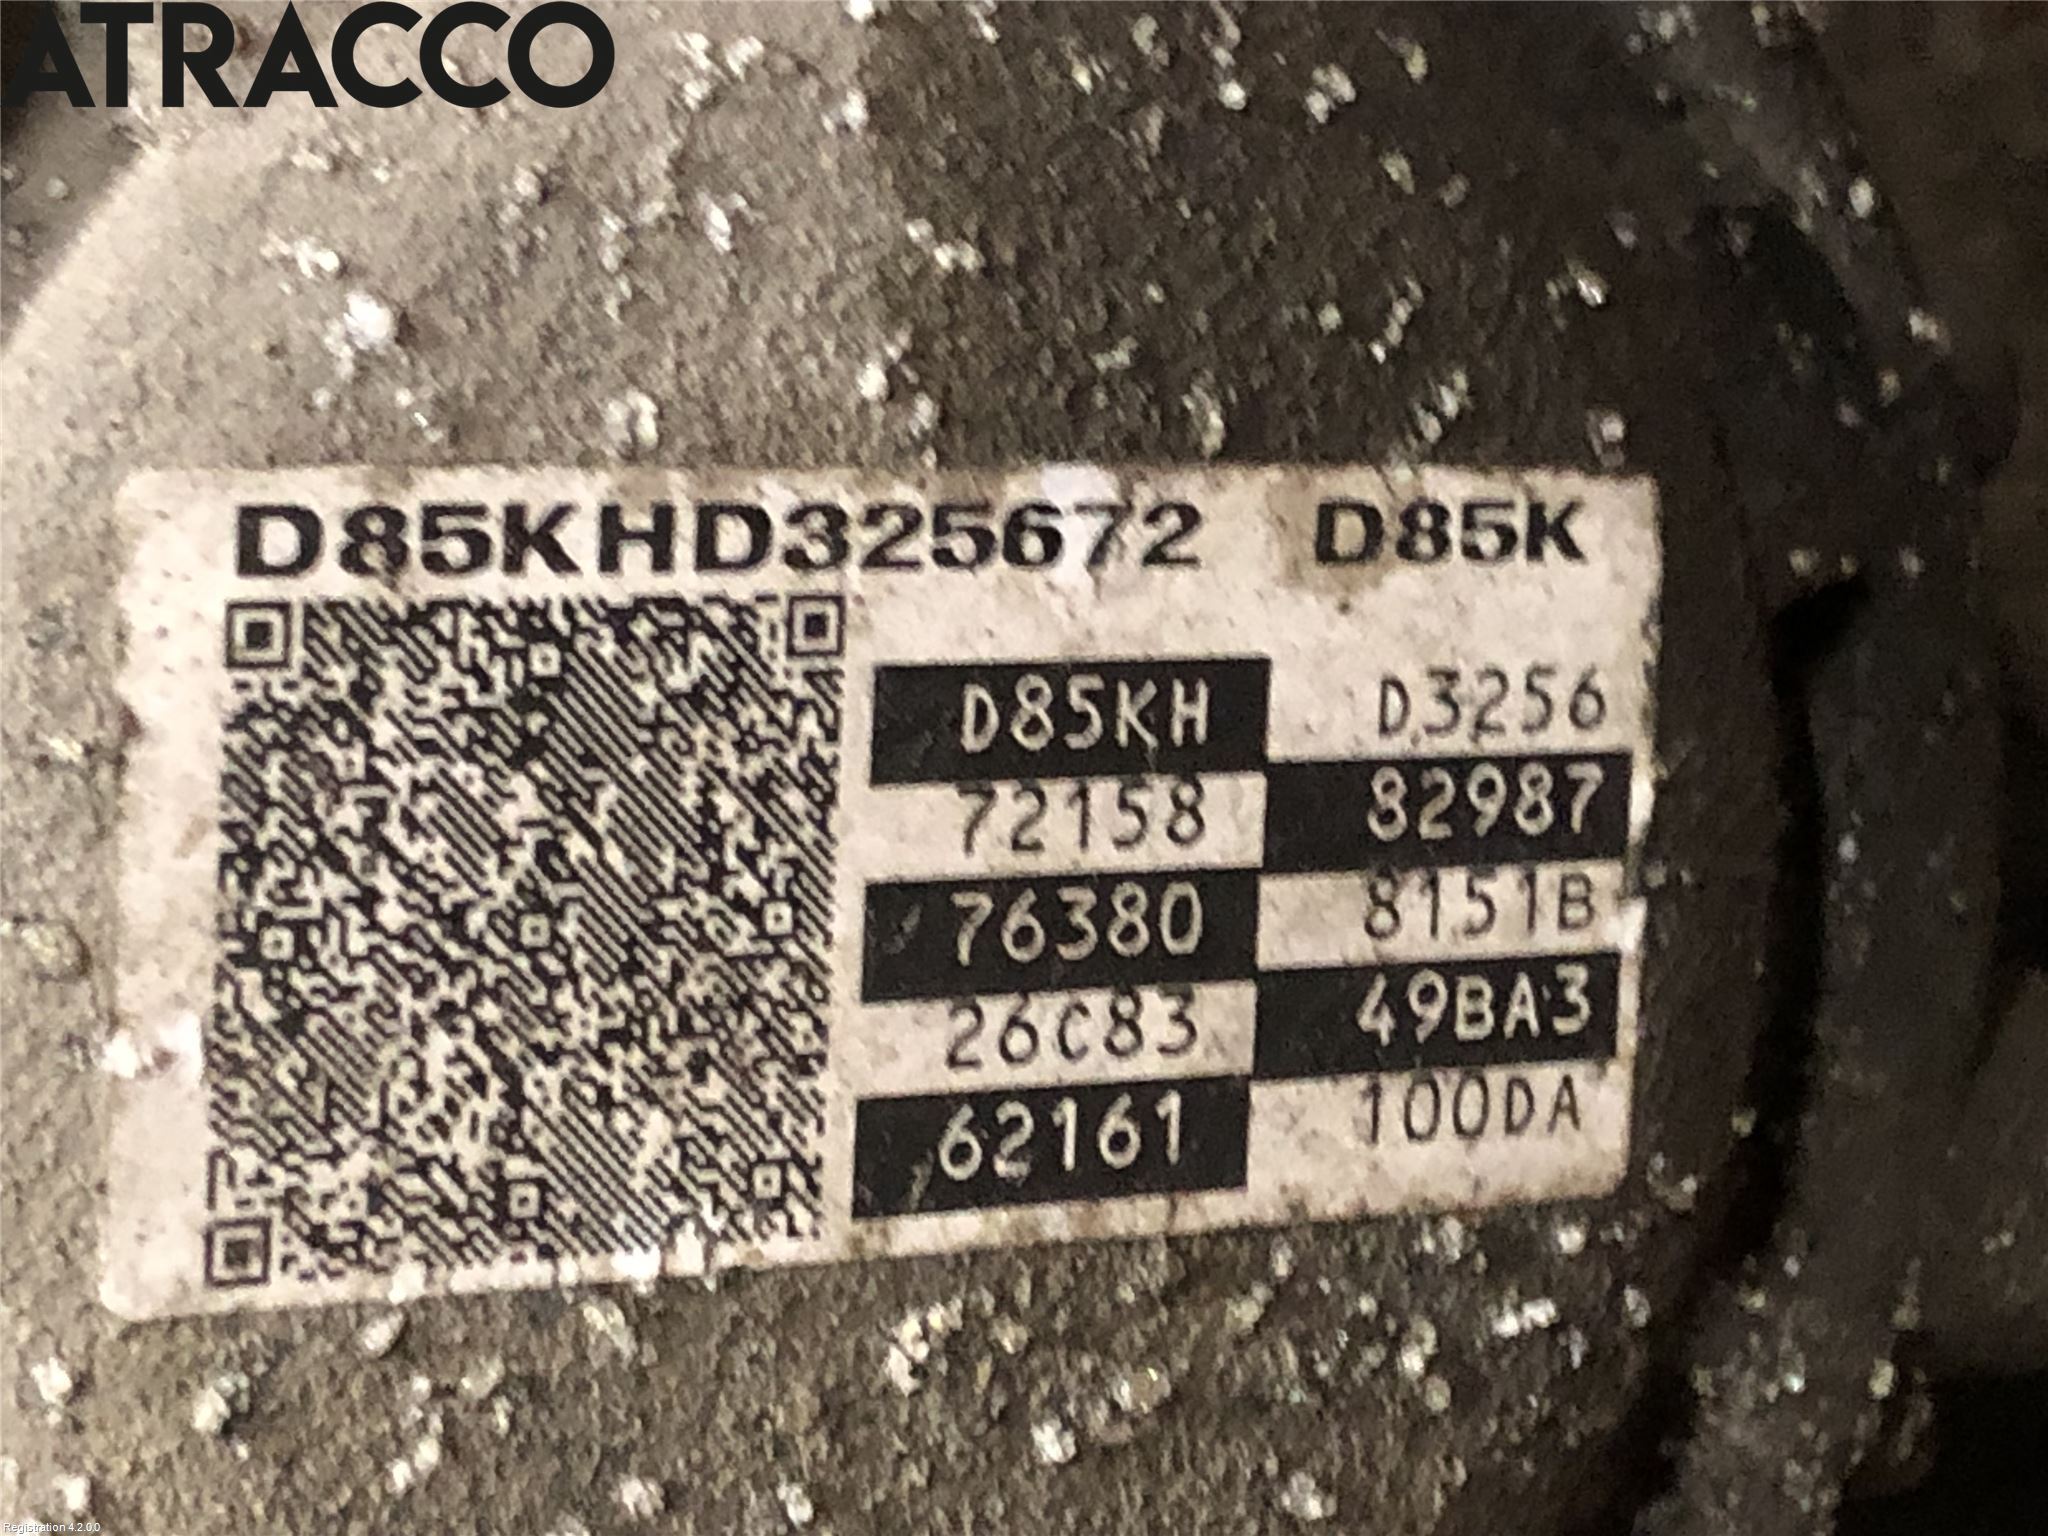 ATRACCO
D85KHD325672 D85K
D85KH D3256
72158 82987
76380 8151B
26C83 49BA3
62161 100DA
Registration 4.2.0.0